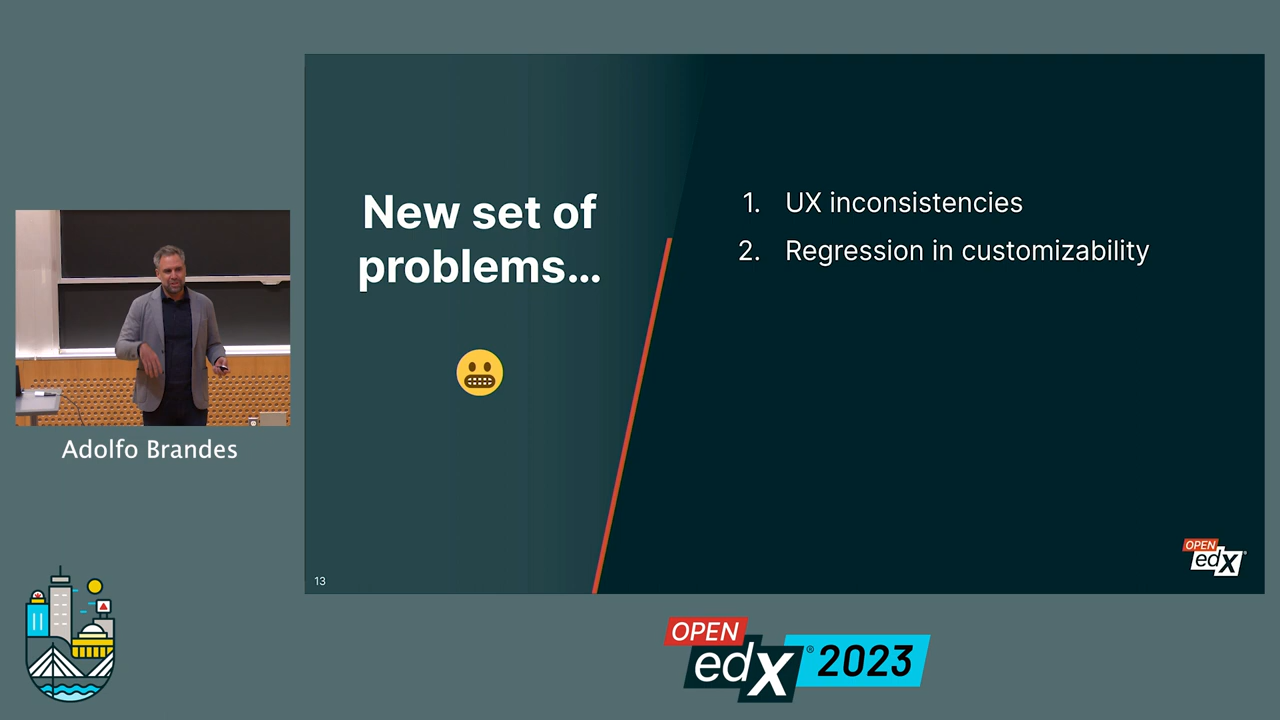 New set of
problems...
1. UX inconsistencies
2. Regression in customizability
Adolfo Brandes
13
OPEN
edX®
OPEN
edX® 2023